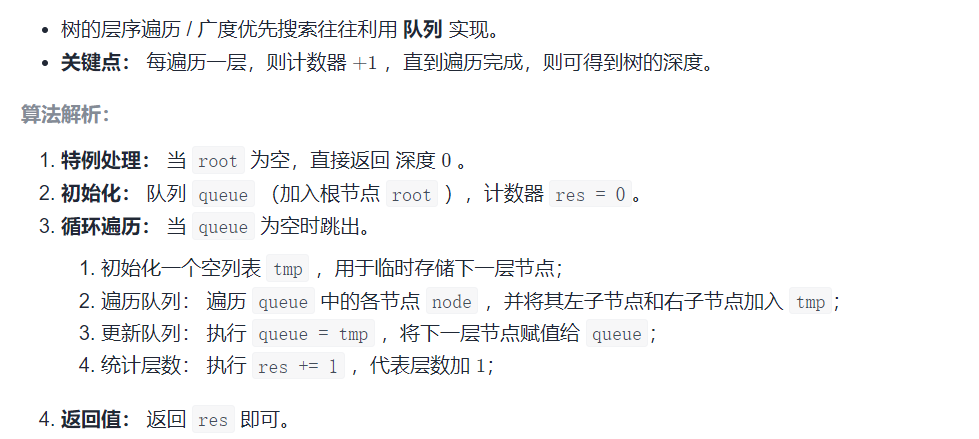 • 树的层序遍历 / 广度优先搜索往往利用 队列 实现。
• 关键点： 每遍历一层，则计数器 +1 ，直到遍历完成，则可得到树的深度。
算法解析：
1. 特例处理： 当 root 为空，直接返回 深度 0 。
2. 初始化： 队列 queue （加入根节点 root ），计数器 res = 0 。
3. 循环遍历： 当 queue 为空时跳出。
1. 初始化一个空列表 tmp ，用于临时存储下一层节点；
2. 遍历队列： 遍历 queue 中的各节点 node ，并将其左子节点和右子节点加入 tmp ；
3. 更新队列： 执行 queue = tmp ，将下一层节点赋值给 queue ；
4. 统计层数： 执行 res += 1 ，代表层数加 1；
4. 返回值： 返回 res 即可。